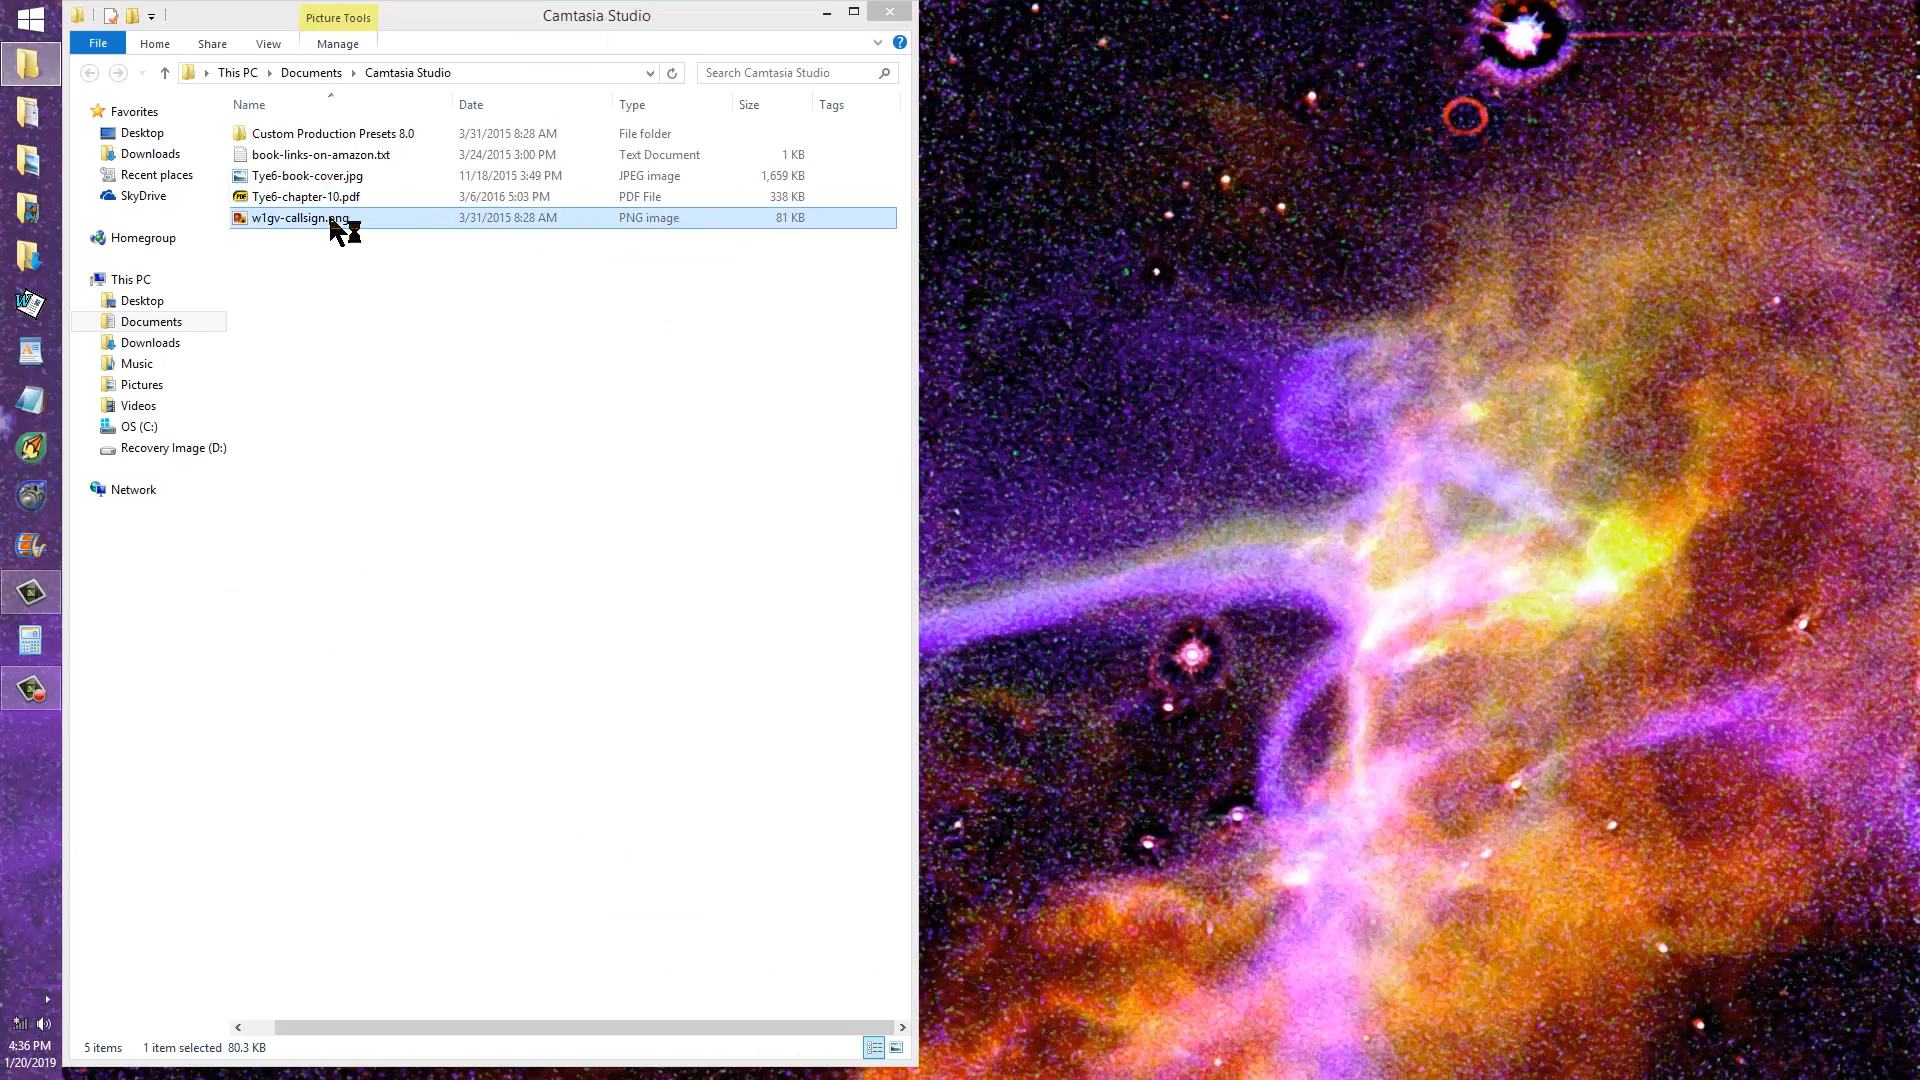 Picture Tools
Camtasia Studio
File Home Share View Manage
This PC Documents Camtasia Studio
Search Camtasia Studio
Name Date Type Size Tags
Favorites
Desktop
Downloads
Recent places
SkyDrive
Homegroup
This PC
Desktop
Documents
Downloads
Music
Pictures
Videos
OS (C:)
Recovery Image (D:)
Network
Custom Production Presets 8.0 3/31/2015 8:28 AM File folder
book-links-on-amazon.txt 3/24/2015 3:00 PM Text Document 1 KB
Tye6-book-cover.jpg 11/18/2015 3:49 PM JPEG image 1,659 KB
Tye6-chapter-10.pdf 3/6/2016 5:03 PM PDF File 338 KB
w1gv-callsign.png 3/31/2015 8:28 AM PNG image 81 KB
5 items 1 item selected 80.3 KB
4:36 PM
1/20/2019